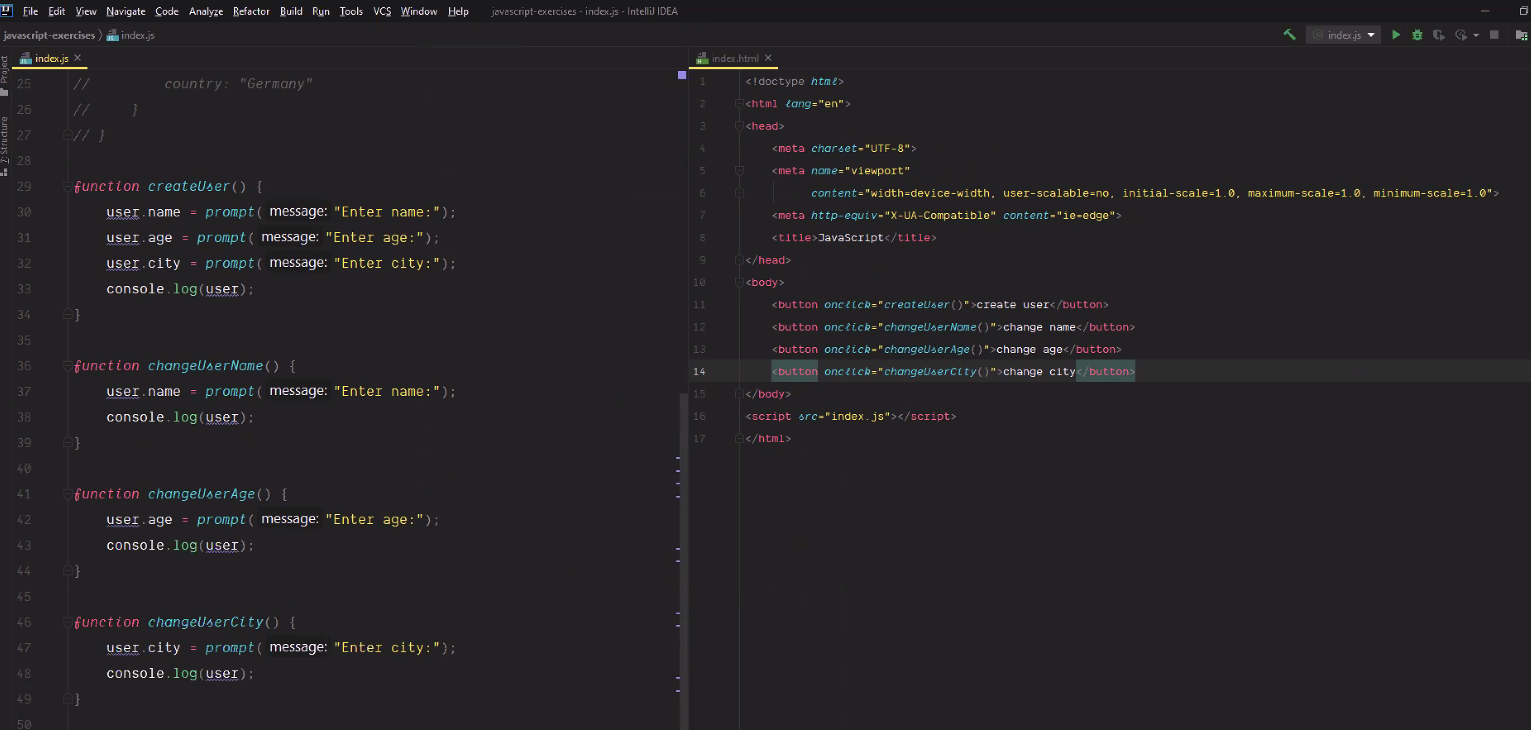 File Edit View Navigate Code Analyze Refactor Build Run Tools VCS Window Help javascript-exercises - index.js - IntelliJ IDEA
javascript-exercises index.js
index.js
index.js
Project
7: Structure
25 // country: "Germany"
26 // }
27 // }
28
29 function createUser() {
30 user.name = prompt( message: "Enter name:");
31 user.age = prompt( message: "Enter age:");
32 user.city = prompt( message: "Enter city:");
33 console.log(user);
34 }
35
36 function changeUserName() {
37 user.name = prompt( message: "Enter name:");
38 console.log(user);
39 }
40
41 function changeUserAge() {
42 user.age = prompt( message: "Enter age:");
43 console.log(user);
44 }
45
46 function changeUserCity() {
47 user.city = prompt( message: "Enter city:");
48 console.log(user);
49 }
50
index.html
1 <!doctype html>
2 <html lang="en">
3 <head>
4 <meta charset="UTF-8">
5 <meta name="viewport"
6 content="width=device-width, user-scalable=no, initial-scale=1.0, maximum-scale=1.0, minimum-scale=1.0">
7 <meta http-equiv="X-UA-Compatible" content="ie=edge">
8 <title>JavaScript</title>
9 </head>
10 <body>
11 <button onclick="createUser()">create user</button>
12 <button onclick="changeUserName()">change name</button>
13 <button onclick="changeUserAge()">change age</button>
14 <button onclick="changeUserCity()">change city</button>
15 </body>
16 <script src="index.js"></script>
17 </html>